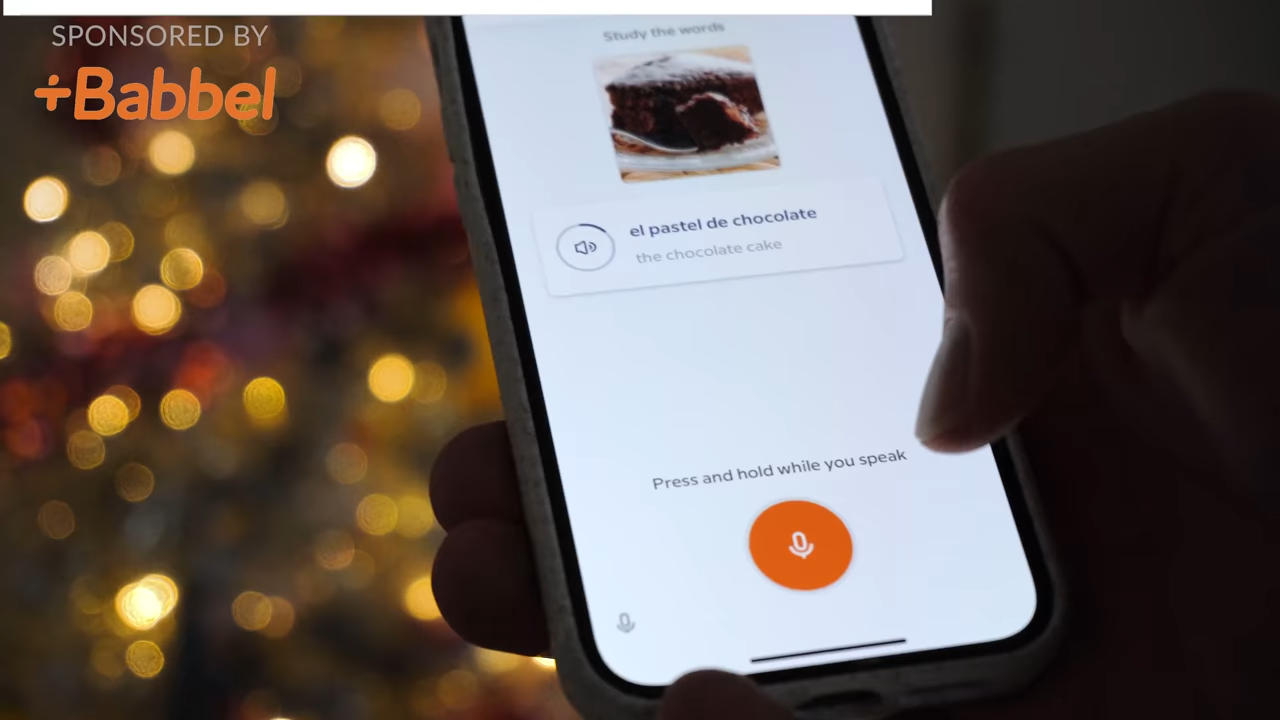 SPONSORED BY
+Babbel
Study the words
el pastel de chocolate
the chocolate cake
Press and hold while you speak